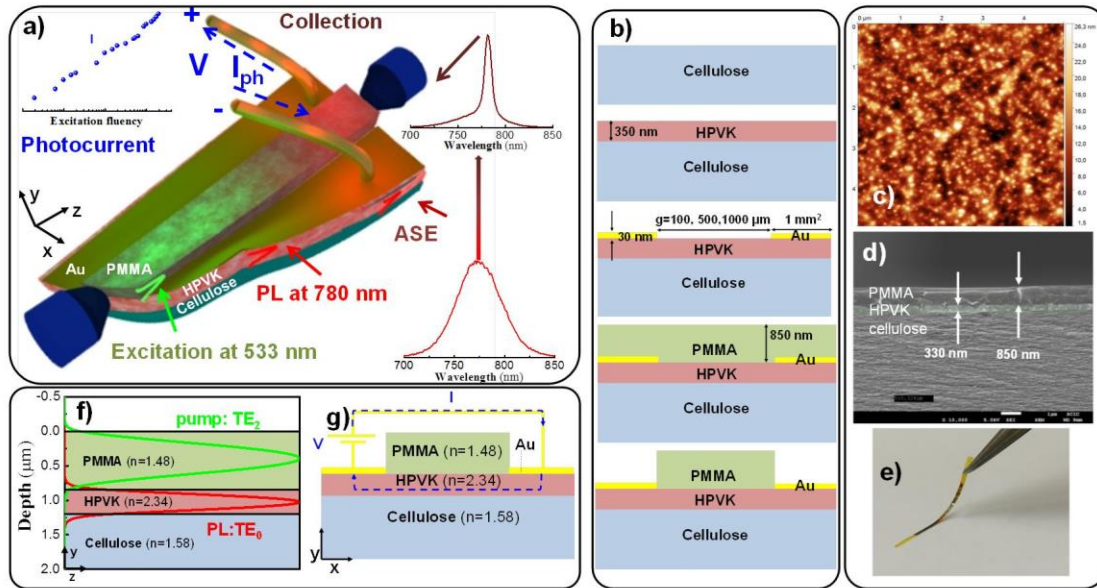 a)
Collection
+
I
V
I_ph
-
Excitation fluency
Photocurrent
700 750 800 850
Wavelength (nm)
y
z
x
ASE
Au
PMMA
HPVK
Cellulose
PL at 780 nm
Excitation at 533 nm
700 750 800 850
Wavelength (nm)
b)
Cellulose
350 nm
HPVK
Cellulose
g=100, 500,1000 µm
1 mm²
30 nm
Au
HPVK
Cellulose
850 nm
PMMA
Au
HPVK
Cellulose
PMMA
Au
HPVK
Cellulose
0 µm 1 2 3 4
0
1
2
3
4
26,3 nm
24,0
22,0
20,0
18,0
16,0
14,0
12,0
10,0
8,0
6,0
4,0
1,5
c)
d)
PMMA
HPVK
cellulose
330 nm
850 nm
e)
f)
-0.5
0.0
0.5
1.0
1.5
2.0
Depth (µm)
pump: TE₂
PMMA (n=1.48)
HPVK (n=2.34)
PL:TE₀
Cellulose (n=1.58)
y
z
g)
I
V
Au
PMMA (n=1.48)
HPVK (n=2.34)
Cellulose (n=1.58)
y
x